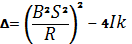 Δ=(B²S²/R)² − 4Ik